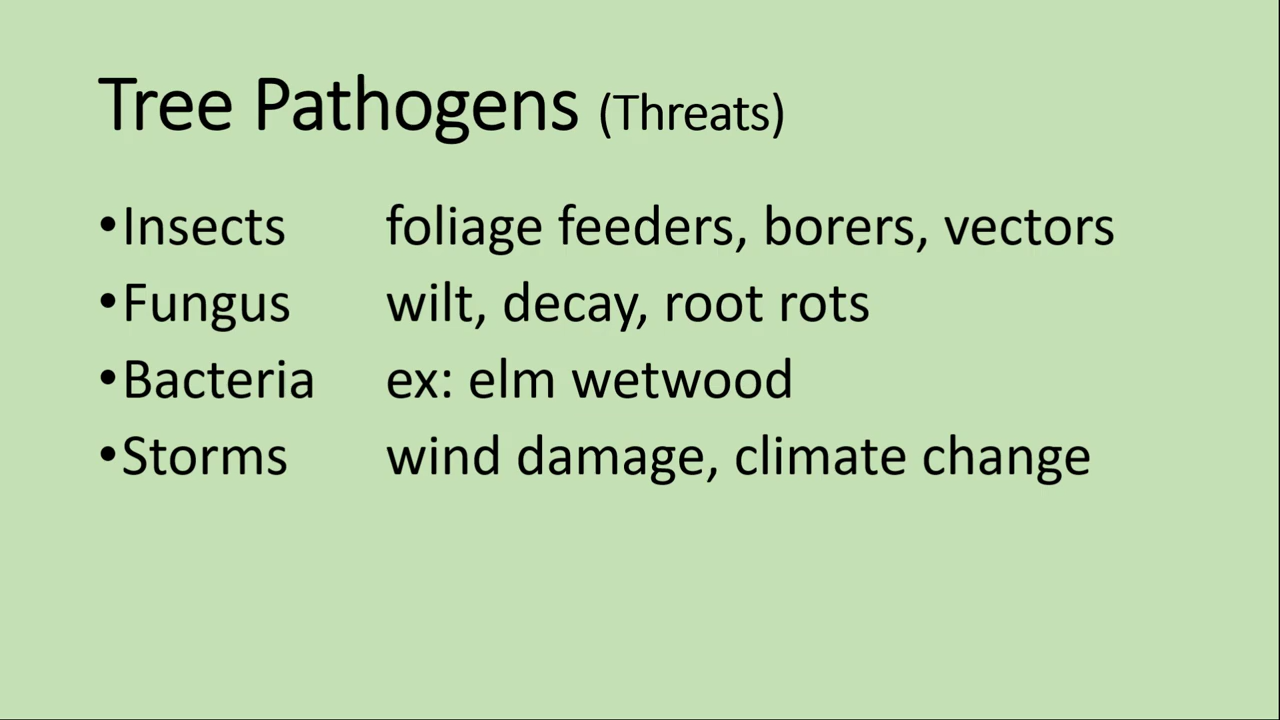 Tree Pathogens (Threats)
•Insects foliage feeders, borers, vectors
•Fungus wilt, decay, root rots
•Bacteria ex: elm wetwood
•Storms wind damage, climate change